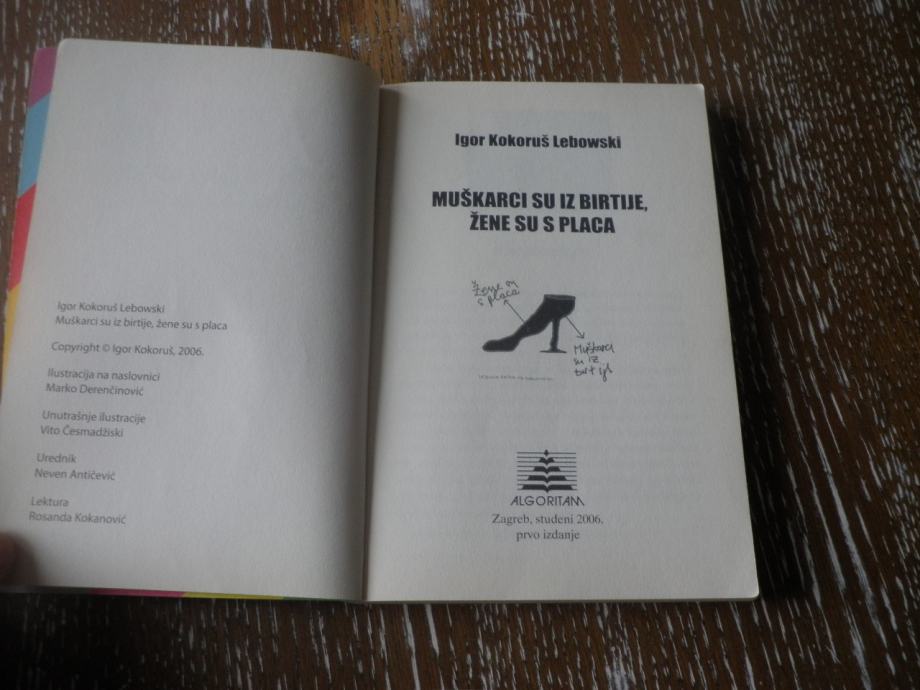 Igor Kokoruš Lebowski
Muškarci su iz birtije, žene su s placa
Copyright © Igor Kokoruš, 2006.
Ilustracija na naslovnici
Marko Derenčinović
Unutrašnje ilustracije
Vito Česmadžiski
Urednik
Neven Antičević
Lektura
Rosanda Kokanović
Igor Kokoruš Lebowski
MUŠKARCI SU IZ BIRTIJE,
ŽENE SU S PLACA
Žene su
s placa
Muškarci
su iz
birtije
ALGORITAM
Zagreb, studeni 2006.
prvo izdanje